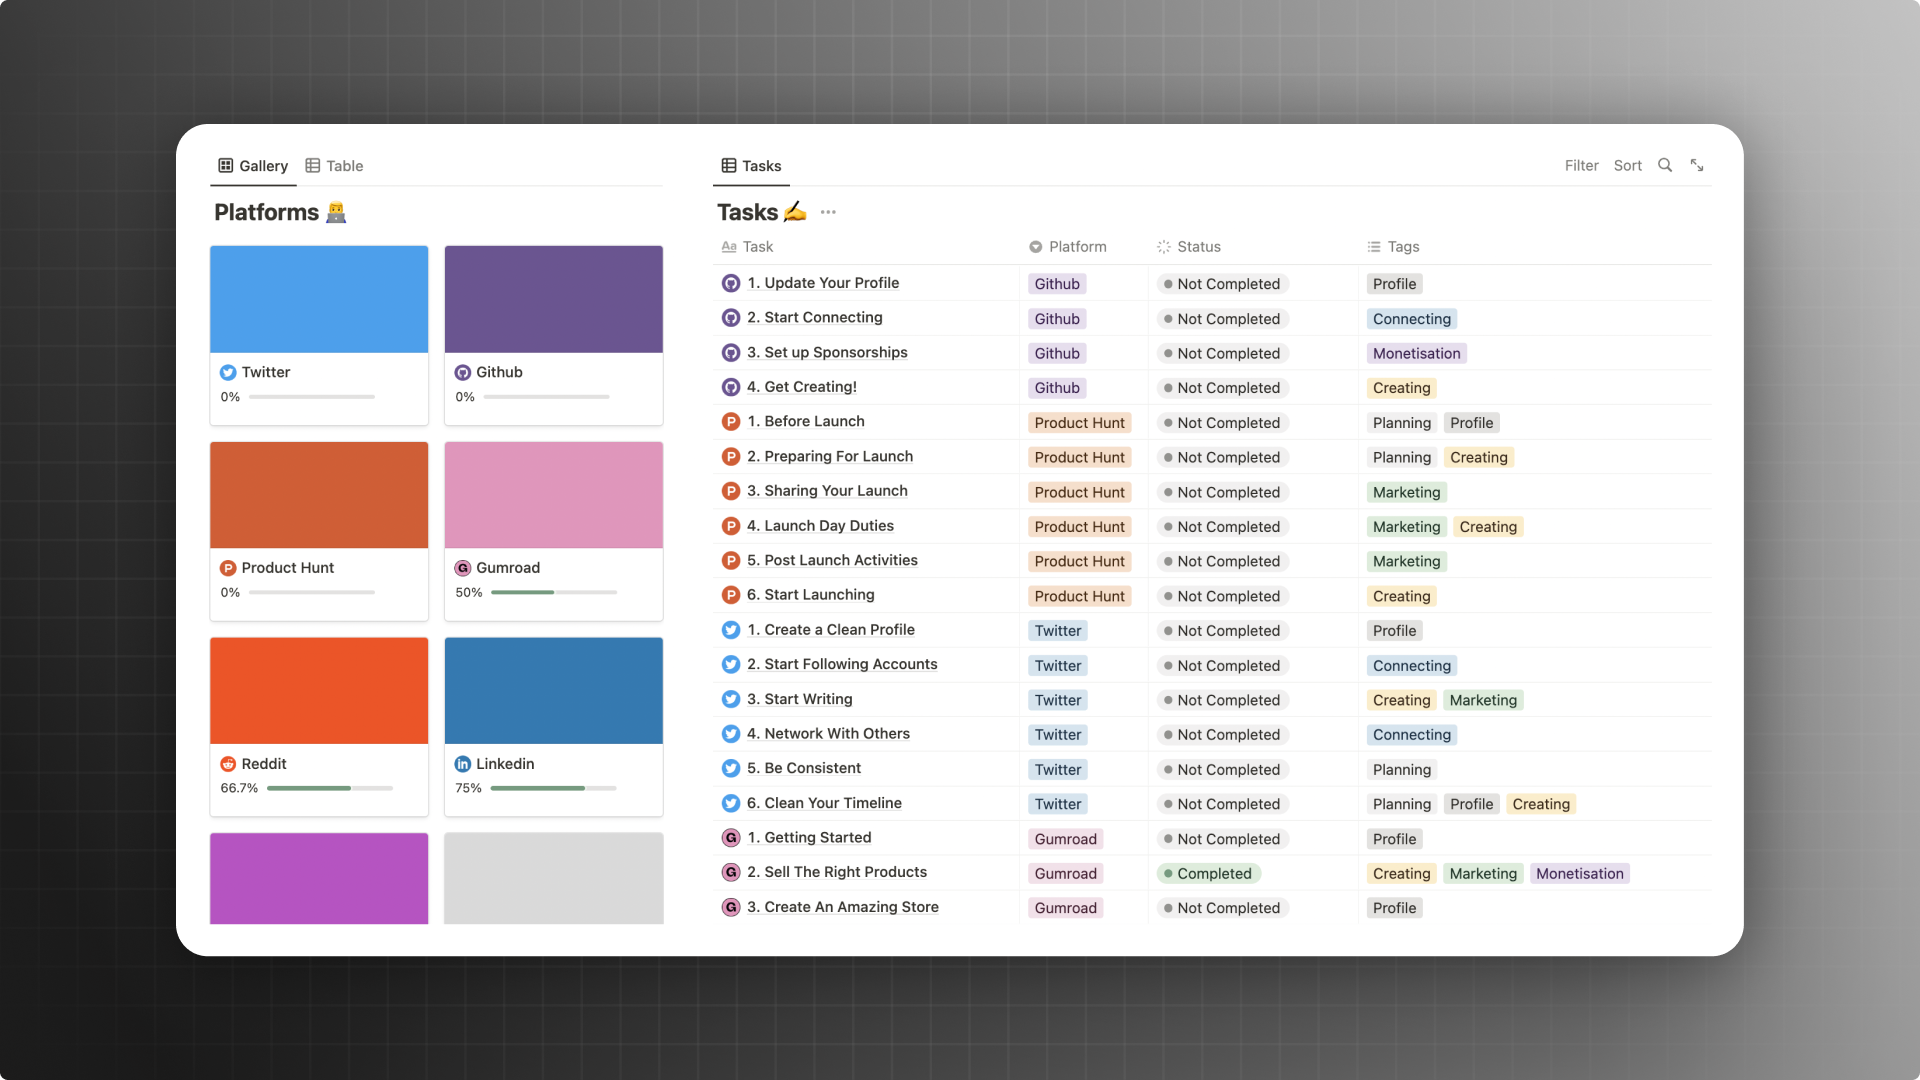 Gallery Table
Platforms
Twitter
0%
Github
0%
Product Hunt
0%
Gumroad
50%
Reddit
66.7%
Linkedin
75%
Tasks
Filter Sort
Tasks
Aa Task Platform Status Tags
1. Update Your Profile Github Not Completed Profile
2. Start Connecting Github Not Completed Connecting
3. Set up Sponsorships Github Not Completed Monetisation
4. Get Creating! Github Not Completed Creating
1. Before Launch Product Hunt Not Completed Planning Profile
2. Preparing For Launch Product Hunt Not Completed Planning Creating
3. Sharing Your Launch Product Hunt Not Completed Marketing
4. Launch Day Duties Product Hunt Not Completed Marketing Creating
5. Post Launch Activities Product Hunt Not Completed Marketing
6. Start Launching Product Hunt Not Completed Creating
1. Create a Clean Profile Twitter Not Completed Profile
2. Start Following Accounts Twitter Not Completed Connecting
3. Start Writing Twitter Not Completed Creating Marketing
4. Network With Others Twitter Not Completed Connecting
5. Be Consistent Twitter Not Completed Planning
6. Clean Your Timeline Twitter Not Completed Planning Profile Creating
1. Getting Started Gumroad Not Completed Profile
2. Sell The Right Products Gumroad Completed Creating Marketing Monetisation
3. Create An Amazing Store Gumroad Not Completed Profile